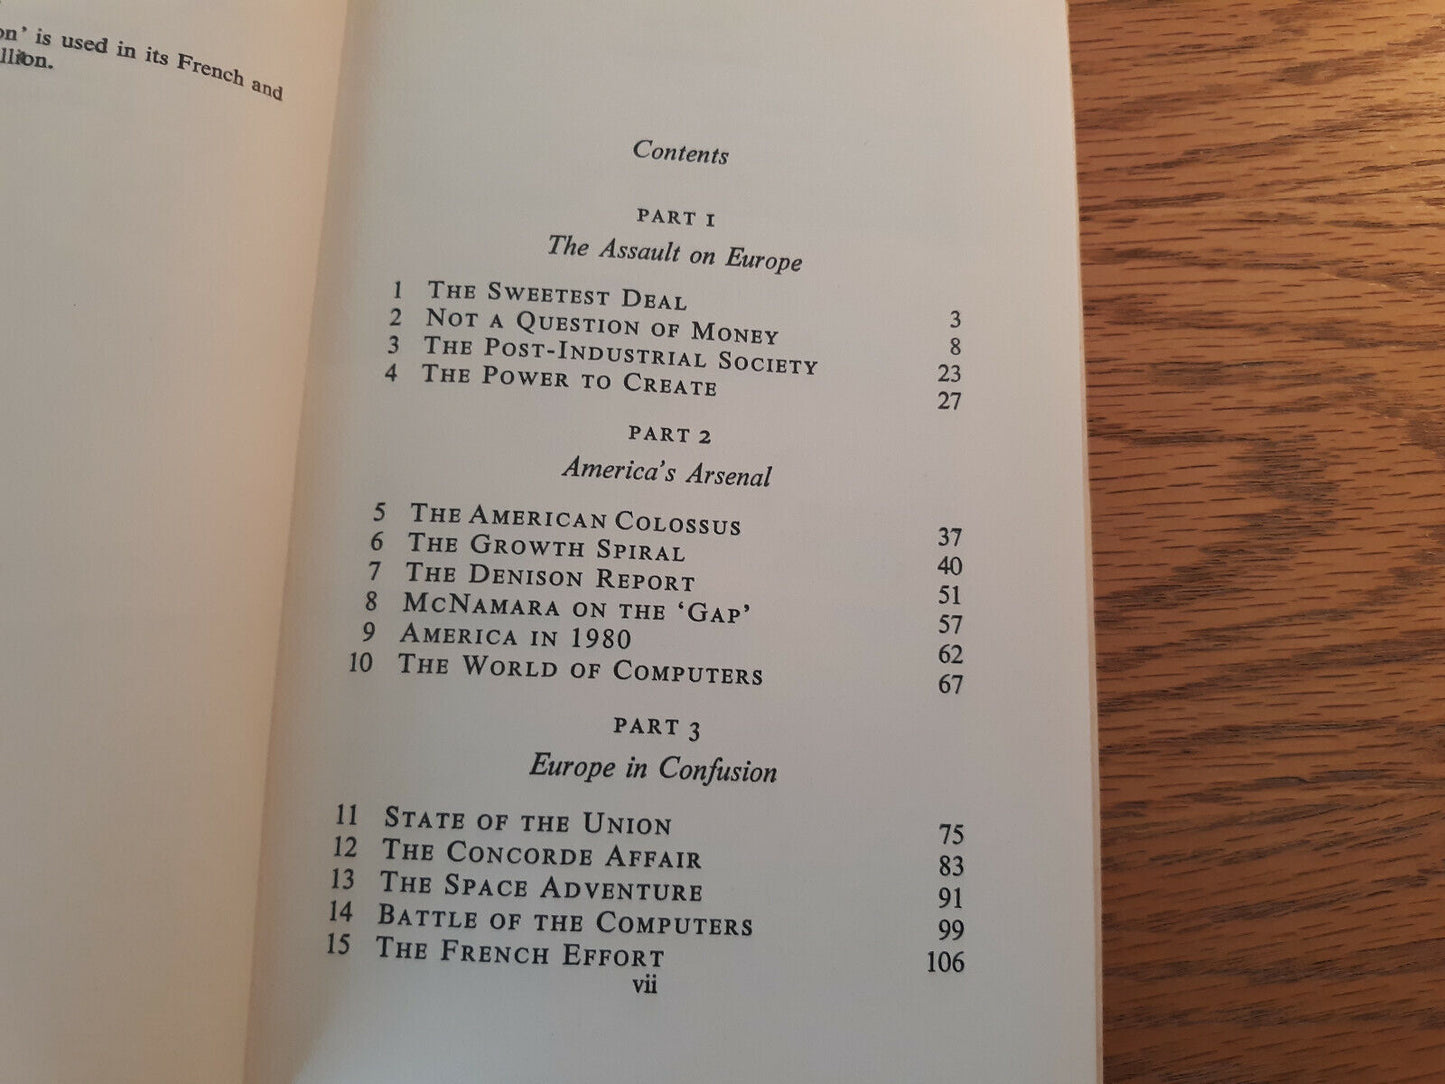 on' is used in its French and
llion.
Contents
PART 1
The Assault on Europe
1 THE SWEETEST DEAL 3
2 NOT A QUESTION OF MONEY 8
3 THE POST-INDUSTRIAL SOCIETY 23
4 THE POWER TO CREATE 27
PART 2
America's Arsenal
5 THE AMERICAN COLOSSUS 37
6 THE GROWTH SPIRAL 40
7 THE DENISON REPORT 51
8 MCNAMARA ON THE 'GAP' 57
9 AMERICA IN 1980 62
10 THE WORLD OF COMPUTERS 67
PART 3
Europe in Confusion
11 STATE OF THE UNION 75
12 THE CONCORDE AFFAIR 83
13 THE SPACE ADVENTURE 91
14 BATTLE OF THE COMPUTERS 99
15 THE FRENCH EFFORT 106
vii